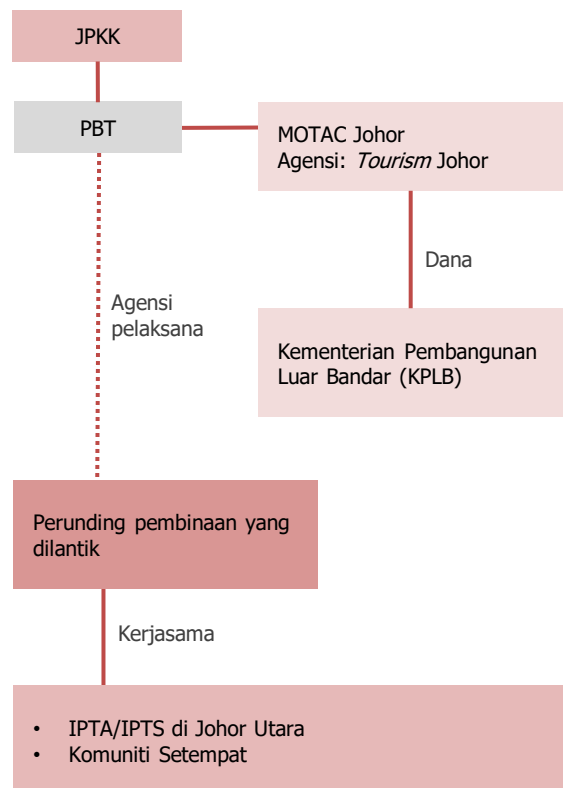 JPKK
PBT
MOTAC Johor
Agensi: Tourism Johor
Dana
Agensi
pelaksana
Kementerian Pembangunan
Luar Bandar (KPLB)
Perunding pembinaan yang
dilantik
Kerjasama
• IPTA/IPTS di Johor Utara
• Komuniti Setempat